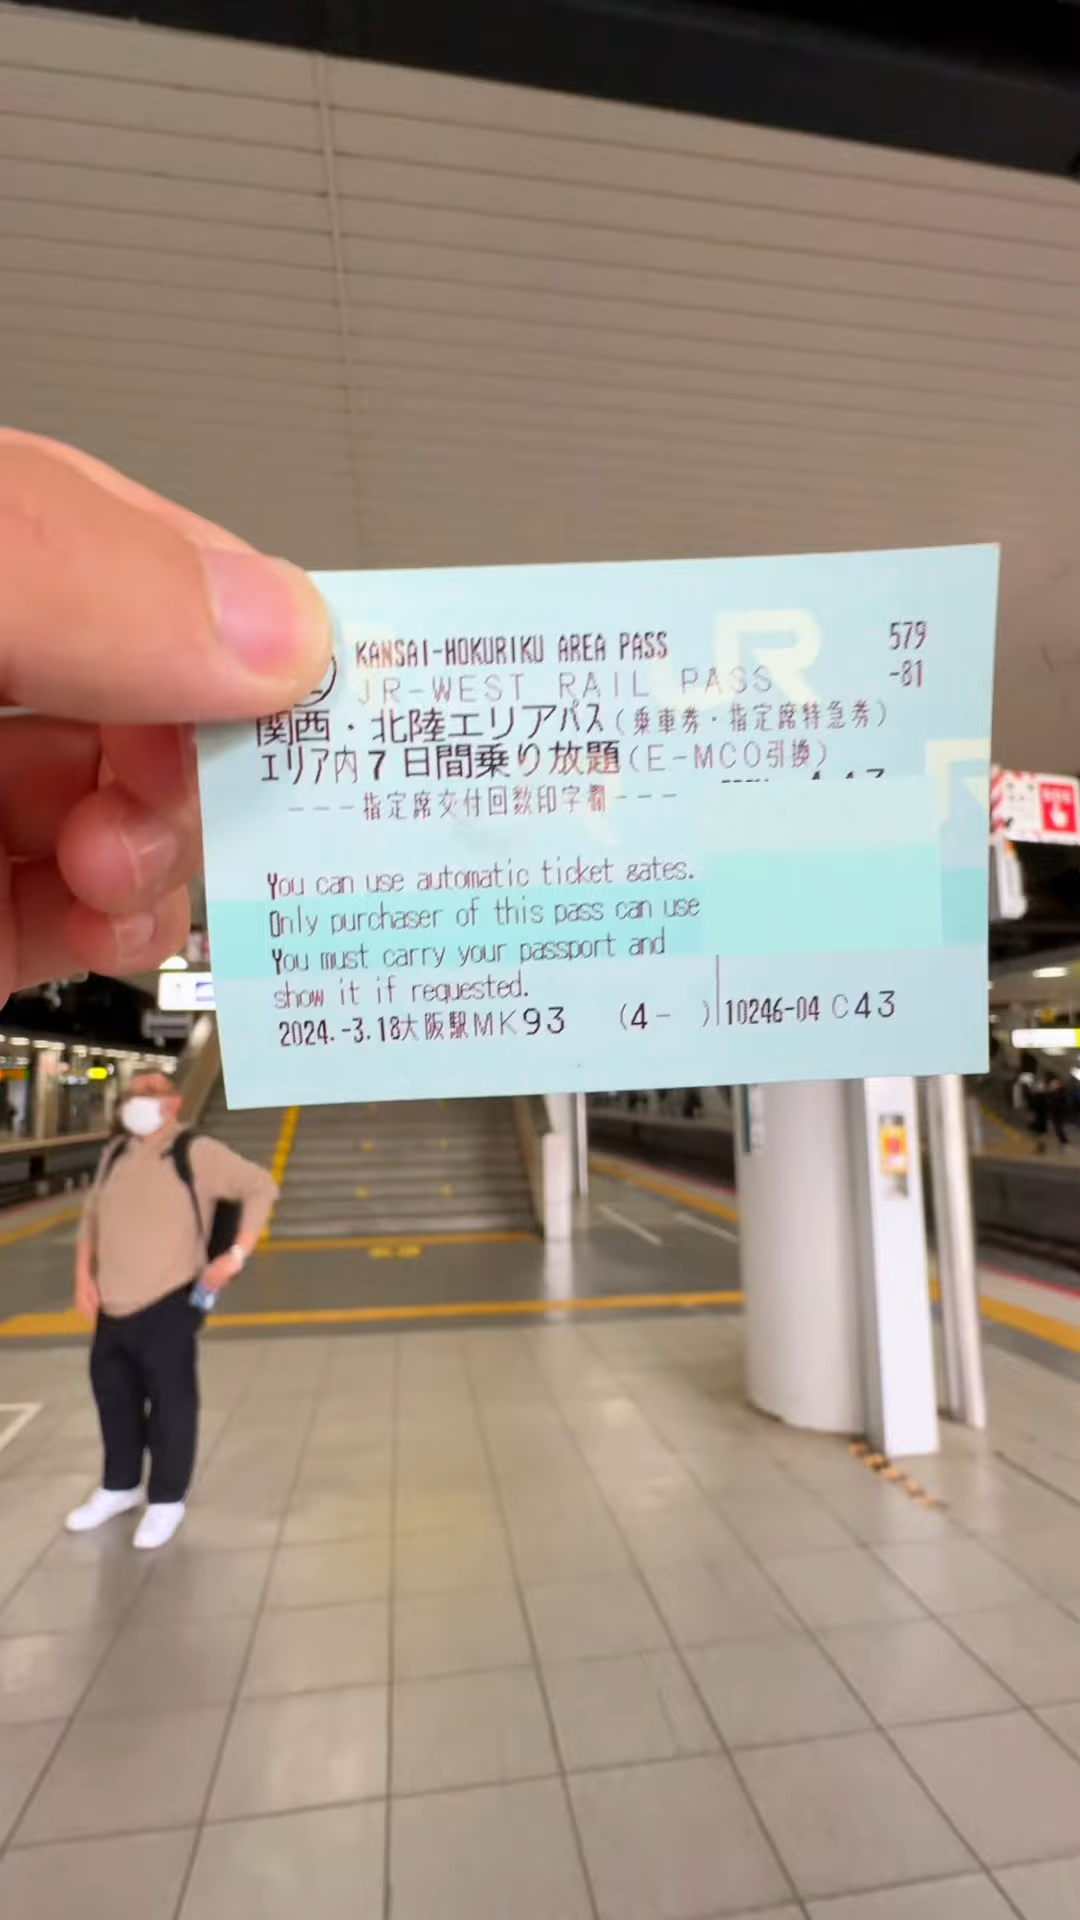 KANSAI-HOKURIKU AREA PASS 579
JR-WEST RAIL PASS -81
関西・北陸エリアパス(乗車券・指定席特急券)
エリア内7日間乗り放題(E-MCO引換)
---指定席交付回数印字欄---
You can use automatic ticket gates.
Only purchaser of this pass can use
You must carry your passport and
show it if requested.
2024.-3.18大阪駅MK93 (4- ) 10246-04 C43